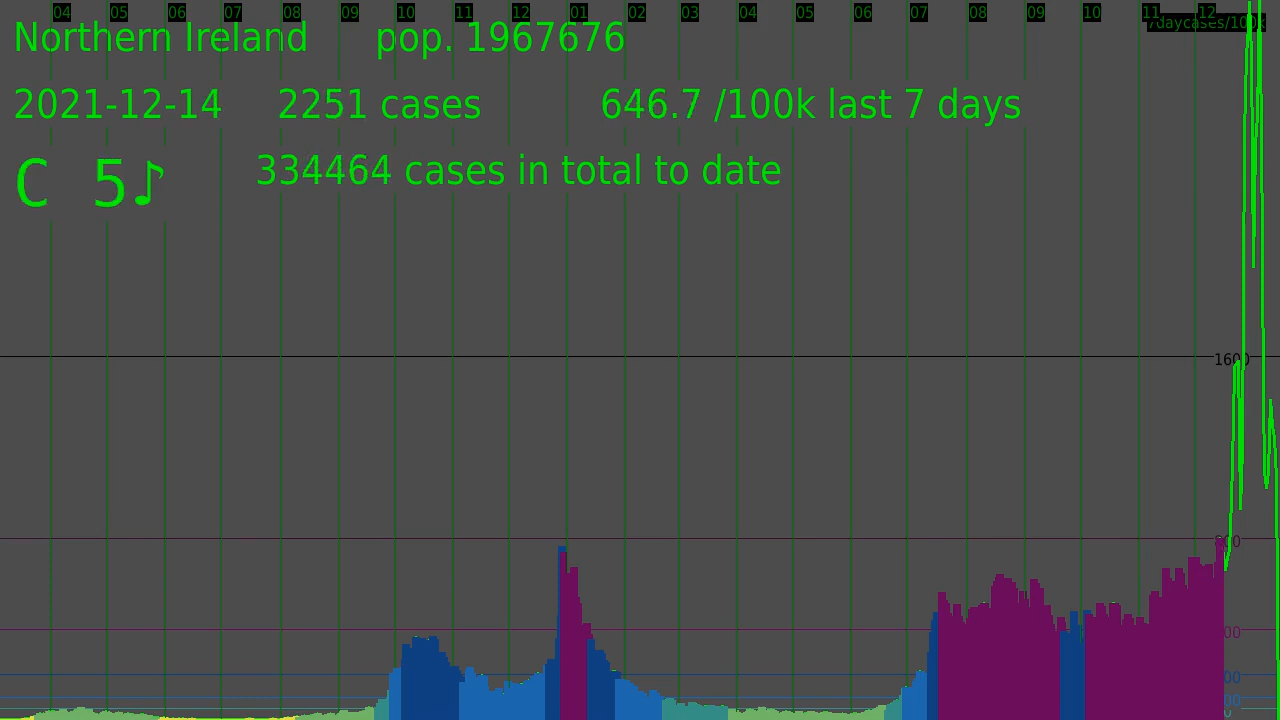 04 05 06 07 08 09 10 11 12 01 02 03 04 05 06 07 08 09 10 11 12
7daycases/100k
Northern Ireland pop. 1967676
2021-12-14 2251 cases 646.7 /100k last 7 days
C 5♪ 334464 cases in total to date
1600